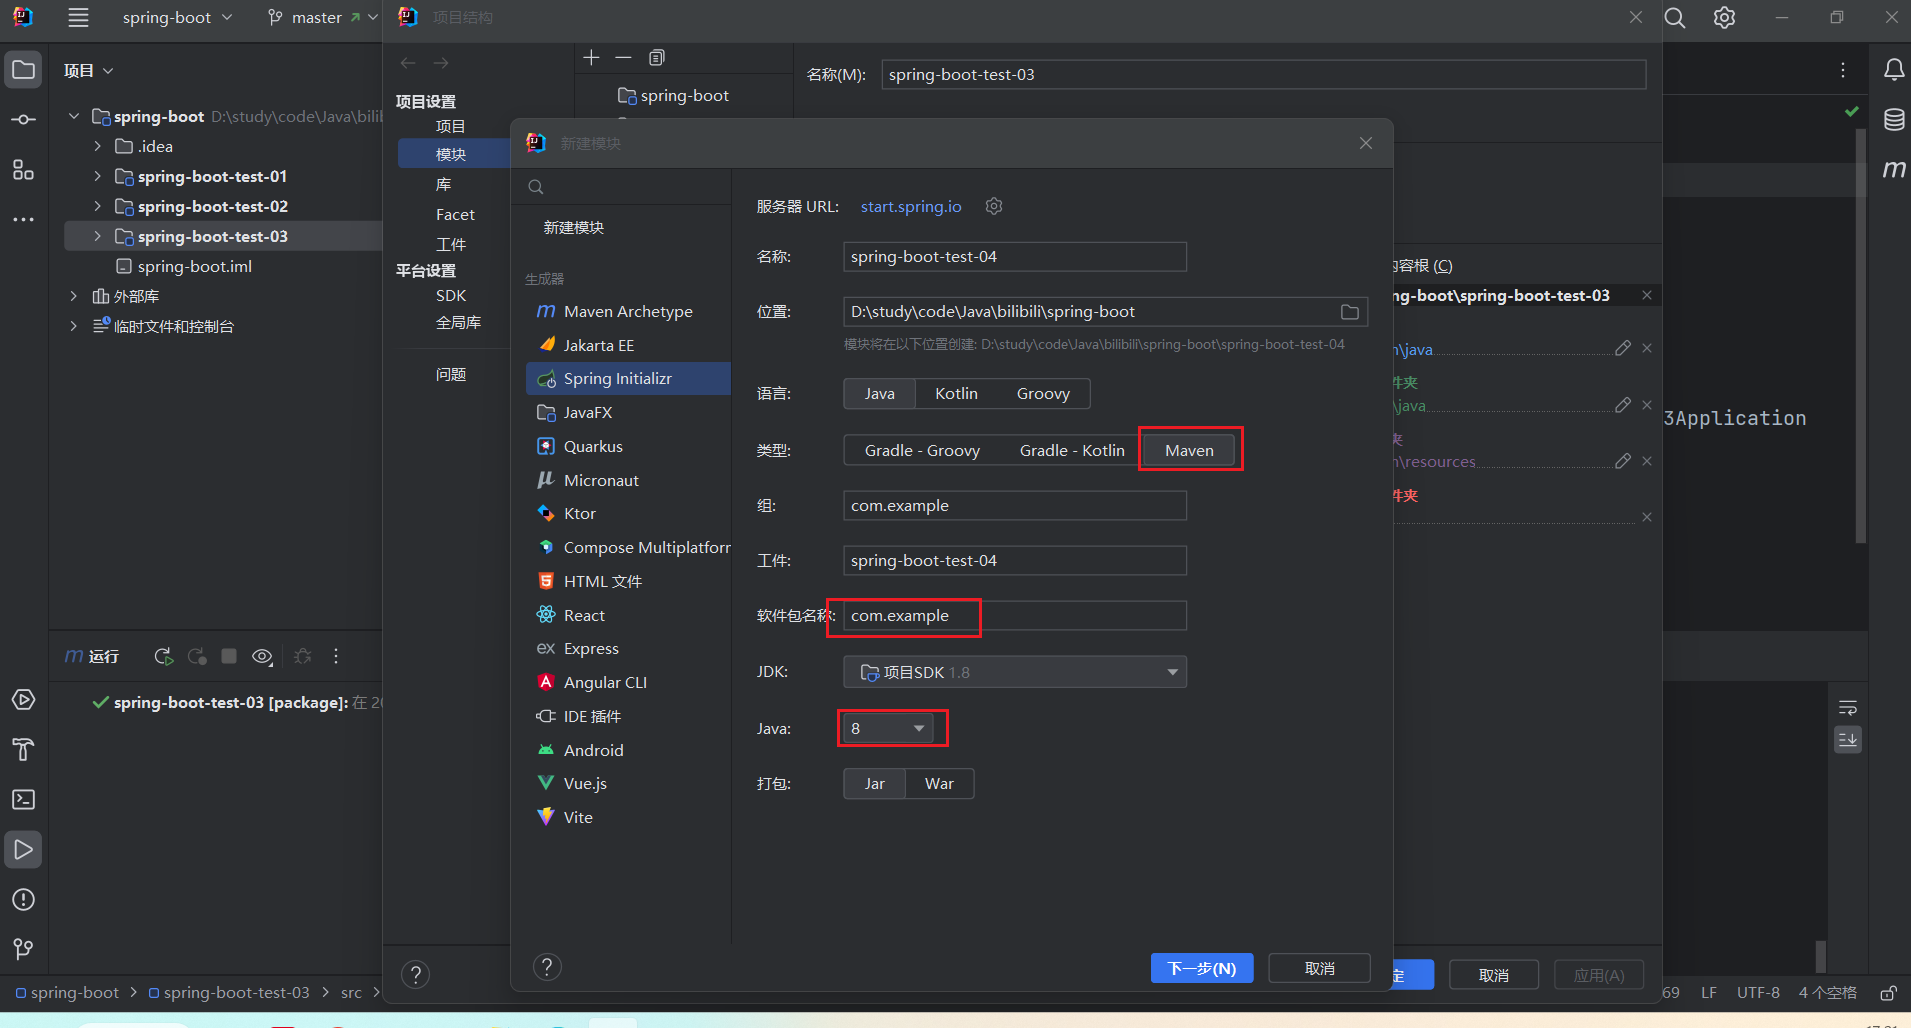 spring-boot
master
项目结构
项目
spring-boot D:\study\code\Java\bilibi
.idea
spring-boot-test-01
spring-boot-test-02
spring-boot-test-03
spring-boot.iml
外部库
临时文件和控制台
项目设置
项目
模块
库
Facet
工件
平台设置
SDK
全局库
问题
spring-boot
名称(M):
spring-boot-test-03
新建模块
新建模块
生成器
Maven Archetype
Jakarta EE
Spring Initializr
JavaFX
Quarkus
Micronaut
Ktor
Compose Multiplatfor
HTML 文件
React
Express
Angular CLI
IDE 插件
Android
Vue.js
Vite
服务器 URL: start.spring.io
名称: spring-boot-test-04
位置: D:\study\code\Java\bilibili\spring-boot
模块将在以下位置创建: D:\study\code\Java\bilibili\spring-boot\spring-boot-test-04
语言: Java Kotlin Groovy
类型: Gradle - Groovy Gradle - Kotlin Maven
组: com.example
工件: spring-boot-test-04
软件包名称: com.example
JDK: 项目SDK 1.8
Java: 8
打包: Jar War
下一步(N) 取消
内容根 (C)
ng-boot\spring-boot-test-03
n\java
件夹
\java
夹
n\resources
件夹
3Application
定 取消 应用(A)
运行
spring-boot-test-03 [package]: 在 20
spring-boot > spring-boot-test-03 > src >
69 LF UTF-8 4 个空格